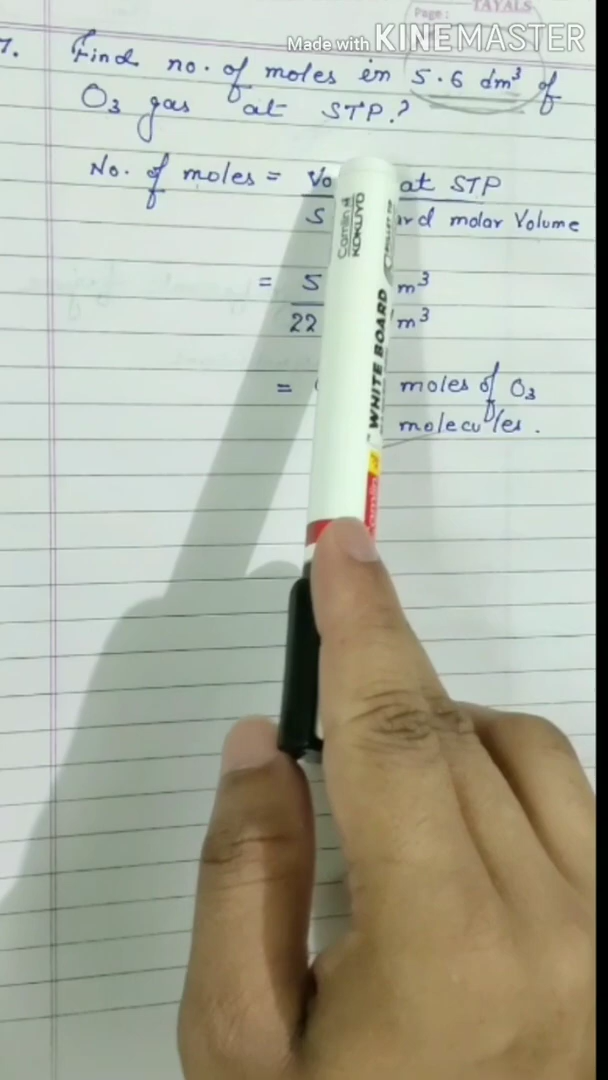 TAYALS
Page:
Made with KINEMASTER
7. Find no. of moles in 5.6 dm³ of
O₃ gas at STP?
No. of moles = Vo at STP
S rd molar Volume
= 5 m³
22 m³
= moles of O₃
molecules.
Camlin
KOKUYO
WHITE BOARD
BULLET TIP